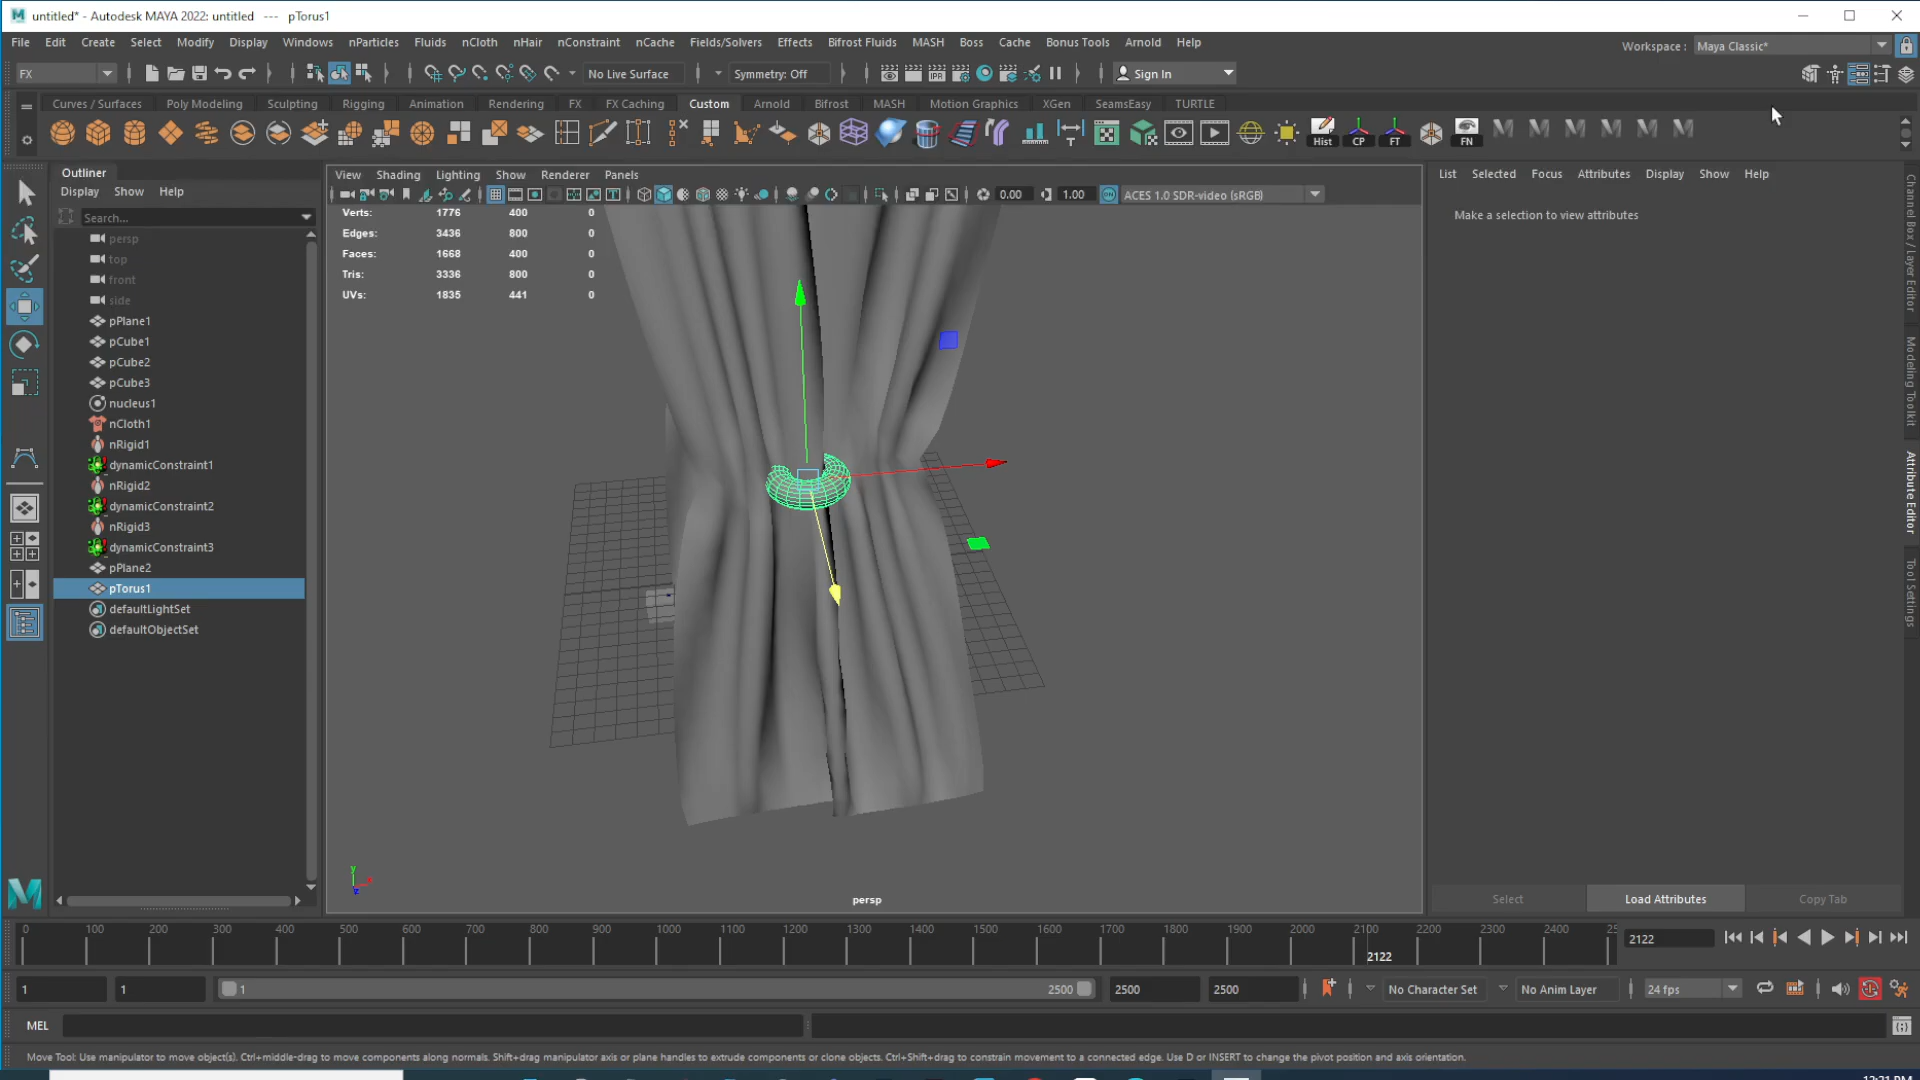 untitled* - Autodesk MAYA 2022: untitled --- pTorus1
File Edit Create Select Modify Display Windows nParticles Fluids nCloth nHair nConstraint nCache Fields/Solvers Effects Bifrost Fluids MASH Boss Cache Bonus Tools Arnold Help
Workspace : Maya Classic*
FX No Live Surface Symmetry: Off IPR Sign In
Curves / Surfaces Poly Modeling Sculpting Rigging Animation Rendering FX FX Caching Custom Arnold Bifrost MASH Motion Graphics XGen SeamsEasy TURTLE
Hist CP FT FN
Outliner
Display Show Help
Search...
persp
top
front
side
pPlane1
pCube1
pCube2
pCube3
nucleus1
nCloth1
nRigid1
dynamicConstraint1
nRigid2
dynamicConstraint2
nRigid3
dynamicConstraint3
pPlane2
pTorus1
defaultLightSet
defaultObjectSet
View Shading Lighting Show Renderer Panels
0.00 1.00 ON ACES 1.0 SDR-video (sRGB)
Verts: 1776 400 0
Edges: 3436 800 0
Faces: 1668 400 0
Tris: 3336 800 0
UVs: 1835 441 0
y
x
z
persp
List Selected Focus Attributes Display Show Help
Make a selection to view attributes
Channel Box / Layer Editor
Modeling Toolkit
Attribute Editor
Tool Settings
Select Load Attributes Copy Tab
0 100 200 300 400 500 600 700 800 900 1000 1100 1200 1300 1400 1500 1600 1700 1800 1900 2000 2100 2200 2300 2400
2122
2122
1 1 1 2500 2500 2500 No Character Set No Anim Layer 24 fps
MEL
Move Tool: Use manipulator to move object(s). Ctrl+middle-drag to move components along normals. Shift+drag manipulator axis or plane handles to extrude components or clone objects. Ctrl+Shift+drag to constrain movement to a connected edge. Use D or INSERT to change the pivot position and axis orientation.